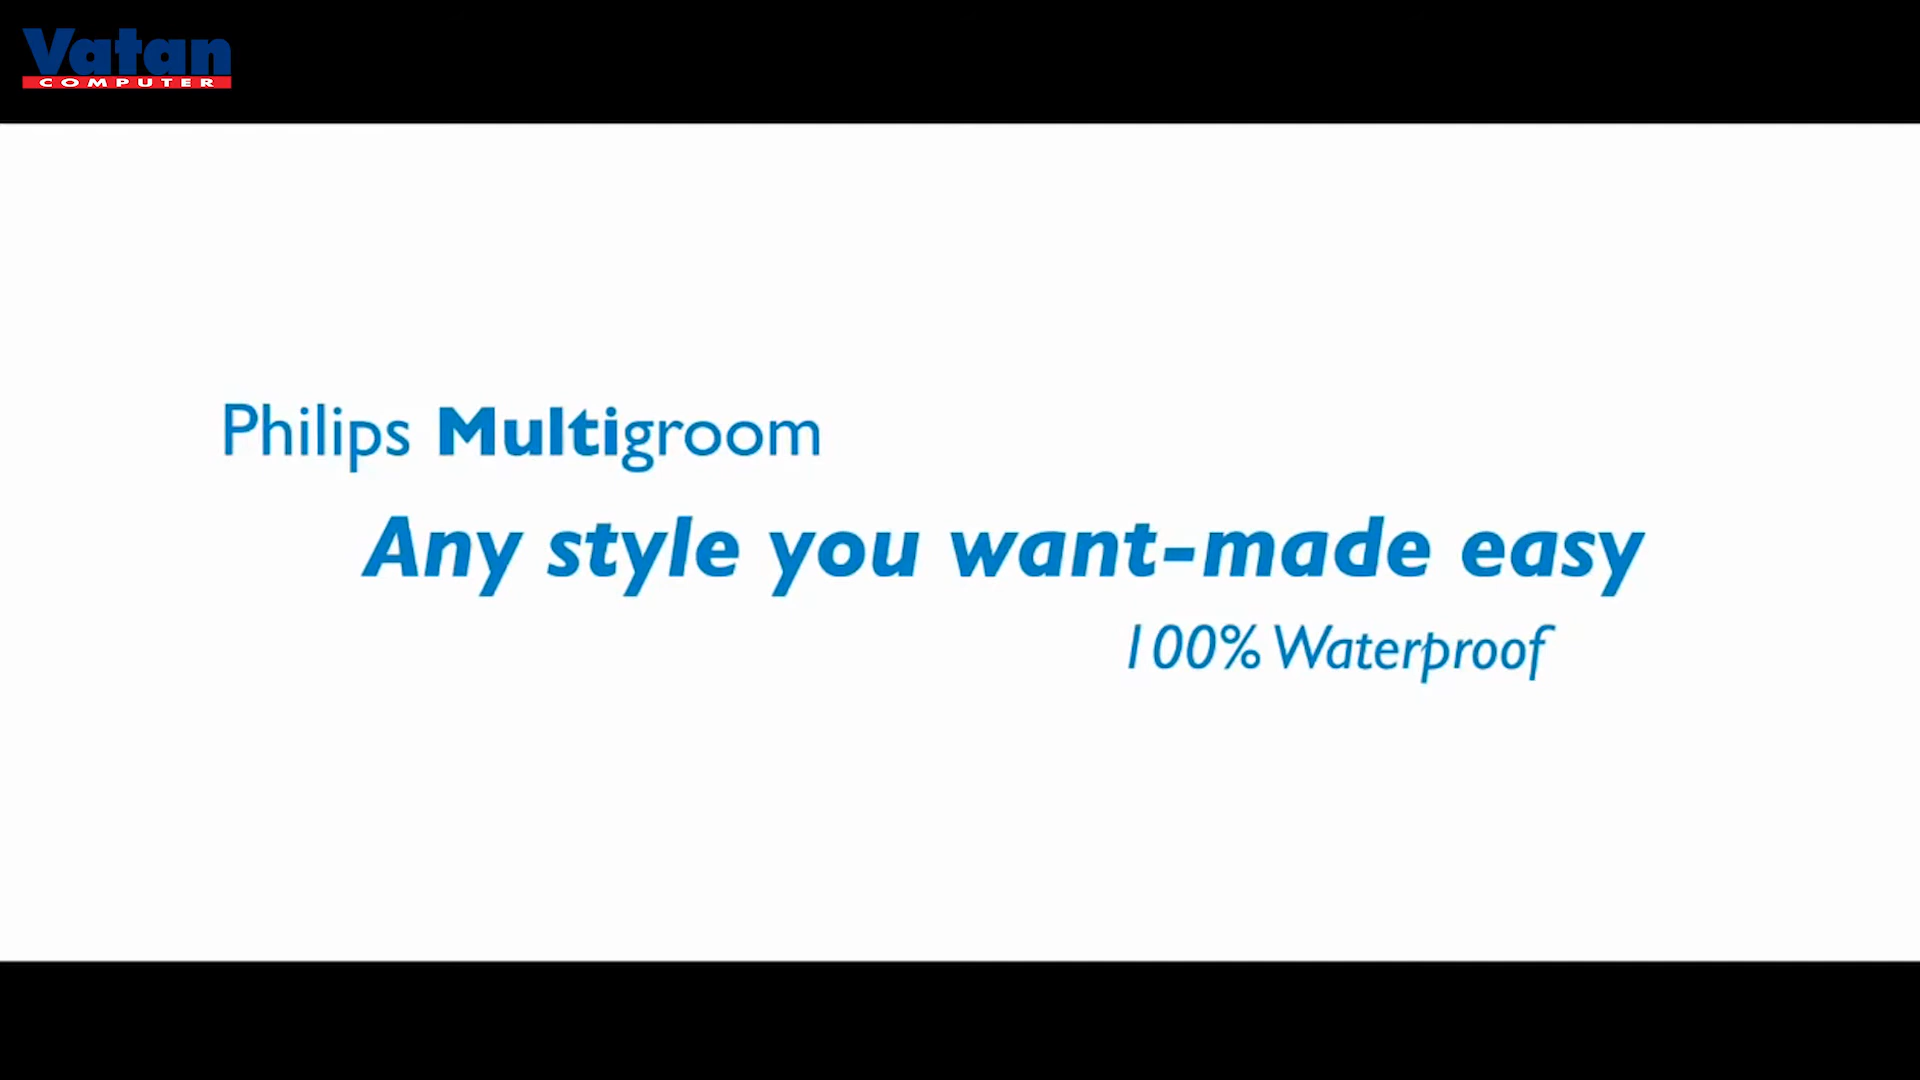 Vatan
COMPUTER
Philips Multigroom
Any style you want-made easy
100% Waterproof